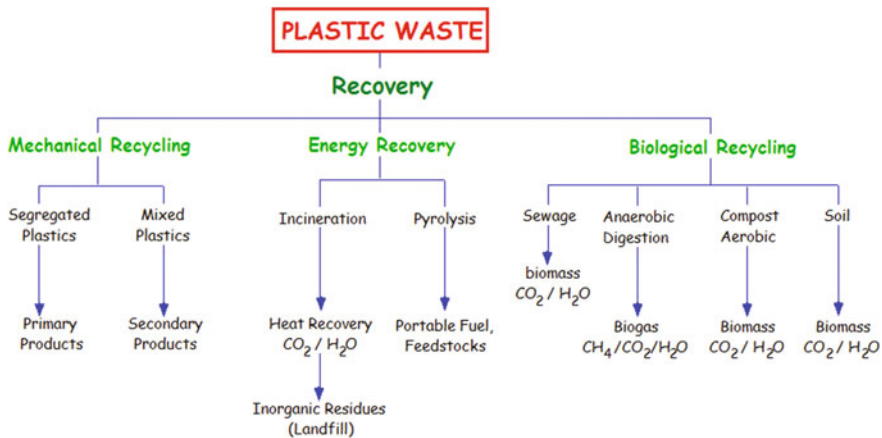 PLASTIC WASTE
Recovery
Mechanical Recycling
Energy Recovery
Biological Recycling
Segregated
Plastics
Mixed
Plastics
Incineration
Pyrolysis
Sewage
Anaerobic
Digestion
Compost
Aerobic
Soil
biomass
CO₂ / H₂O
Primary
Products
Secondary
Products
Heat Recovery
CO₂ / H₂O
Portable Fuel,
Feedstocks
Biogas
CH₄/CO₂/H₂O
Biomass
CO₂ / H₂O
Biomass
CO₂ / H₂O
Inorganic Residues
(Landfill)